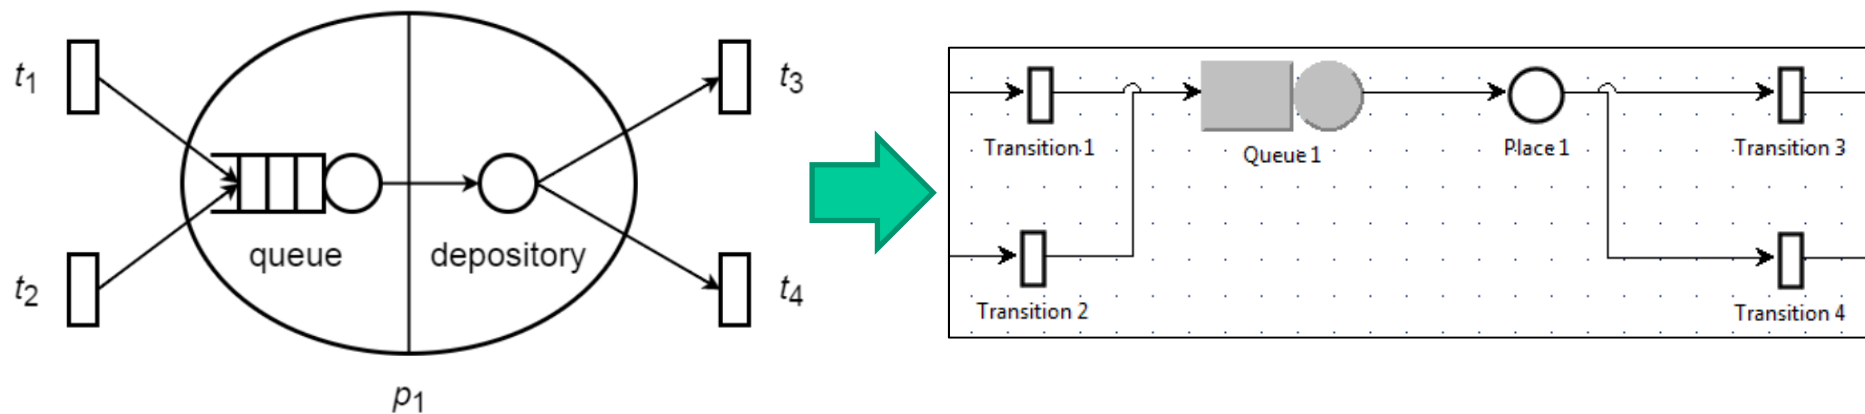 t1
t2
queue
depository
p1
t3
t4
Transition 1
Queue 1
Place 1
Transition 3
Transition 2
Transition 4